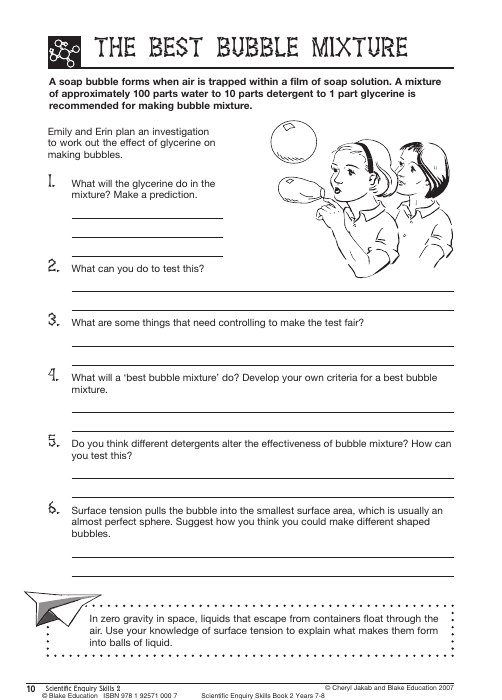 THE BEST BUBBLE MIXTURE
A soap bubble forms when air is trapped within a film of soap solution. A mixture
of approximately 100 parts water to 10 parts detergent to 1 part glycerine is
recommended for making bubble mixture.
Emily and Erin plan an investigation
to work out the effect of glycerine on
making bubbles.
1. What will the glycerine do in the
mixture? Make a prediction.
2. What can you do to test this?
3. What are some things that need controlling to make the test fair?
4. What will a ‘best bubble mixture’ do? Develop your own criteria for a best bubble
mixture.
5. Do you think different detergents alter the effectiveness of bubble mixture? How can
you test this?
6. Surface tension pulls the bubble into the smallest surface area, which is usually an
almost perfect sphere. Suggest how you think you could make different shaped
bubbles.
In zero gravity in space, liquids that escape from containers float through the
air. Use your knowledge of surface tension to explain what makes them form
into balls of liquid.
10 Scientific Enquiry Skills 2 © Cheryl Jakab and Blake Education 2007
© Blake Education ISBN 978 1 92571 000 7 Scientific Enquiry Skills Book 2 Years 7-8